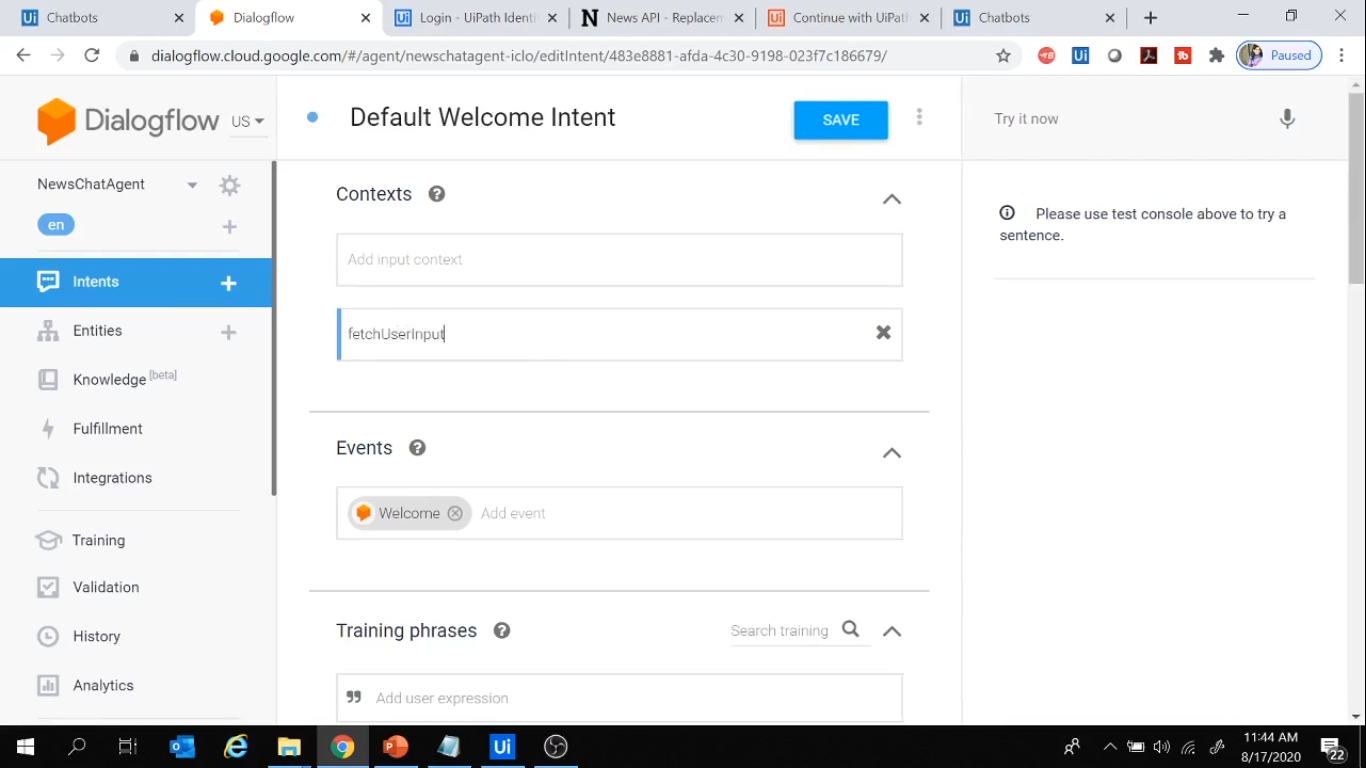 Chatbots
Dialogflow
Login - UiPath Identi
News API - Replacem
Continue with UiPath
Chatbots
dialogflow.cloud.google.com/#/agent/newschatagent-iclo/editIntent/483e8881-afda-4c30-9198-023f7c186679/
Paused
Dialogflow
US
Default Welcome Intent
SAVE
Try it now
NewsChatAgent
en
Intents
Entities
Knowledge [beta]
Fulfillment
Integrations
Training
Validation
History
Analytics
Contexts
Add input context
fetchUserInput
Events
Welcome
Add event
Training phrases
Search training
Add user expression
Please use test console above to try a
sentence.
11:44 AM
8/17/2020
22